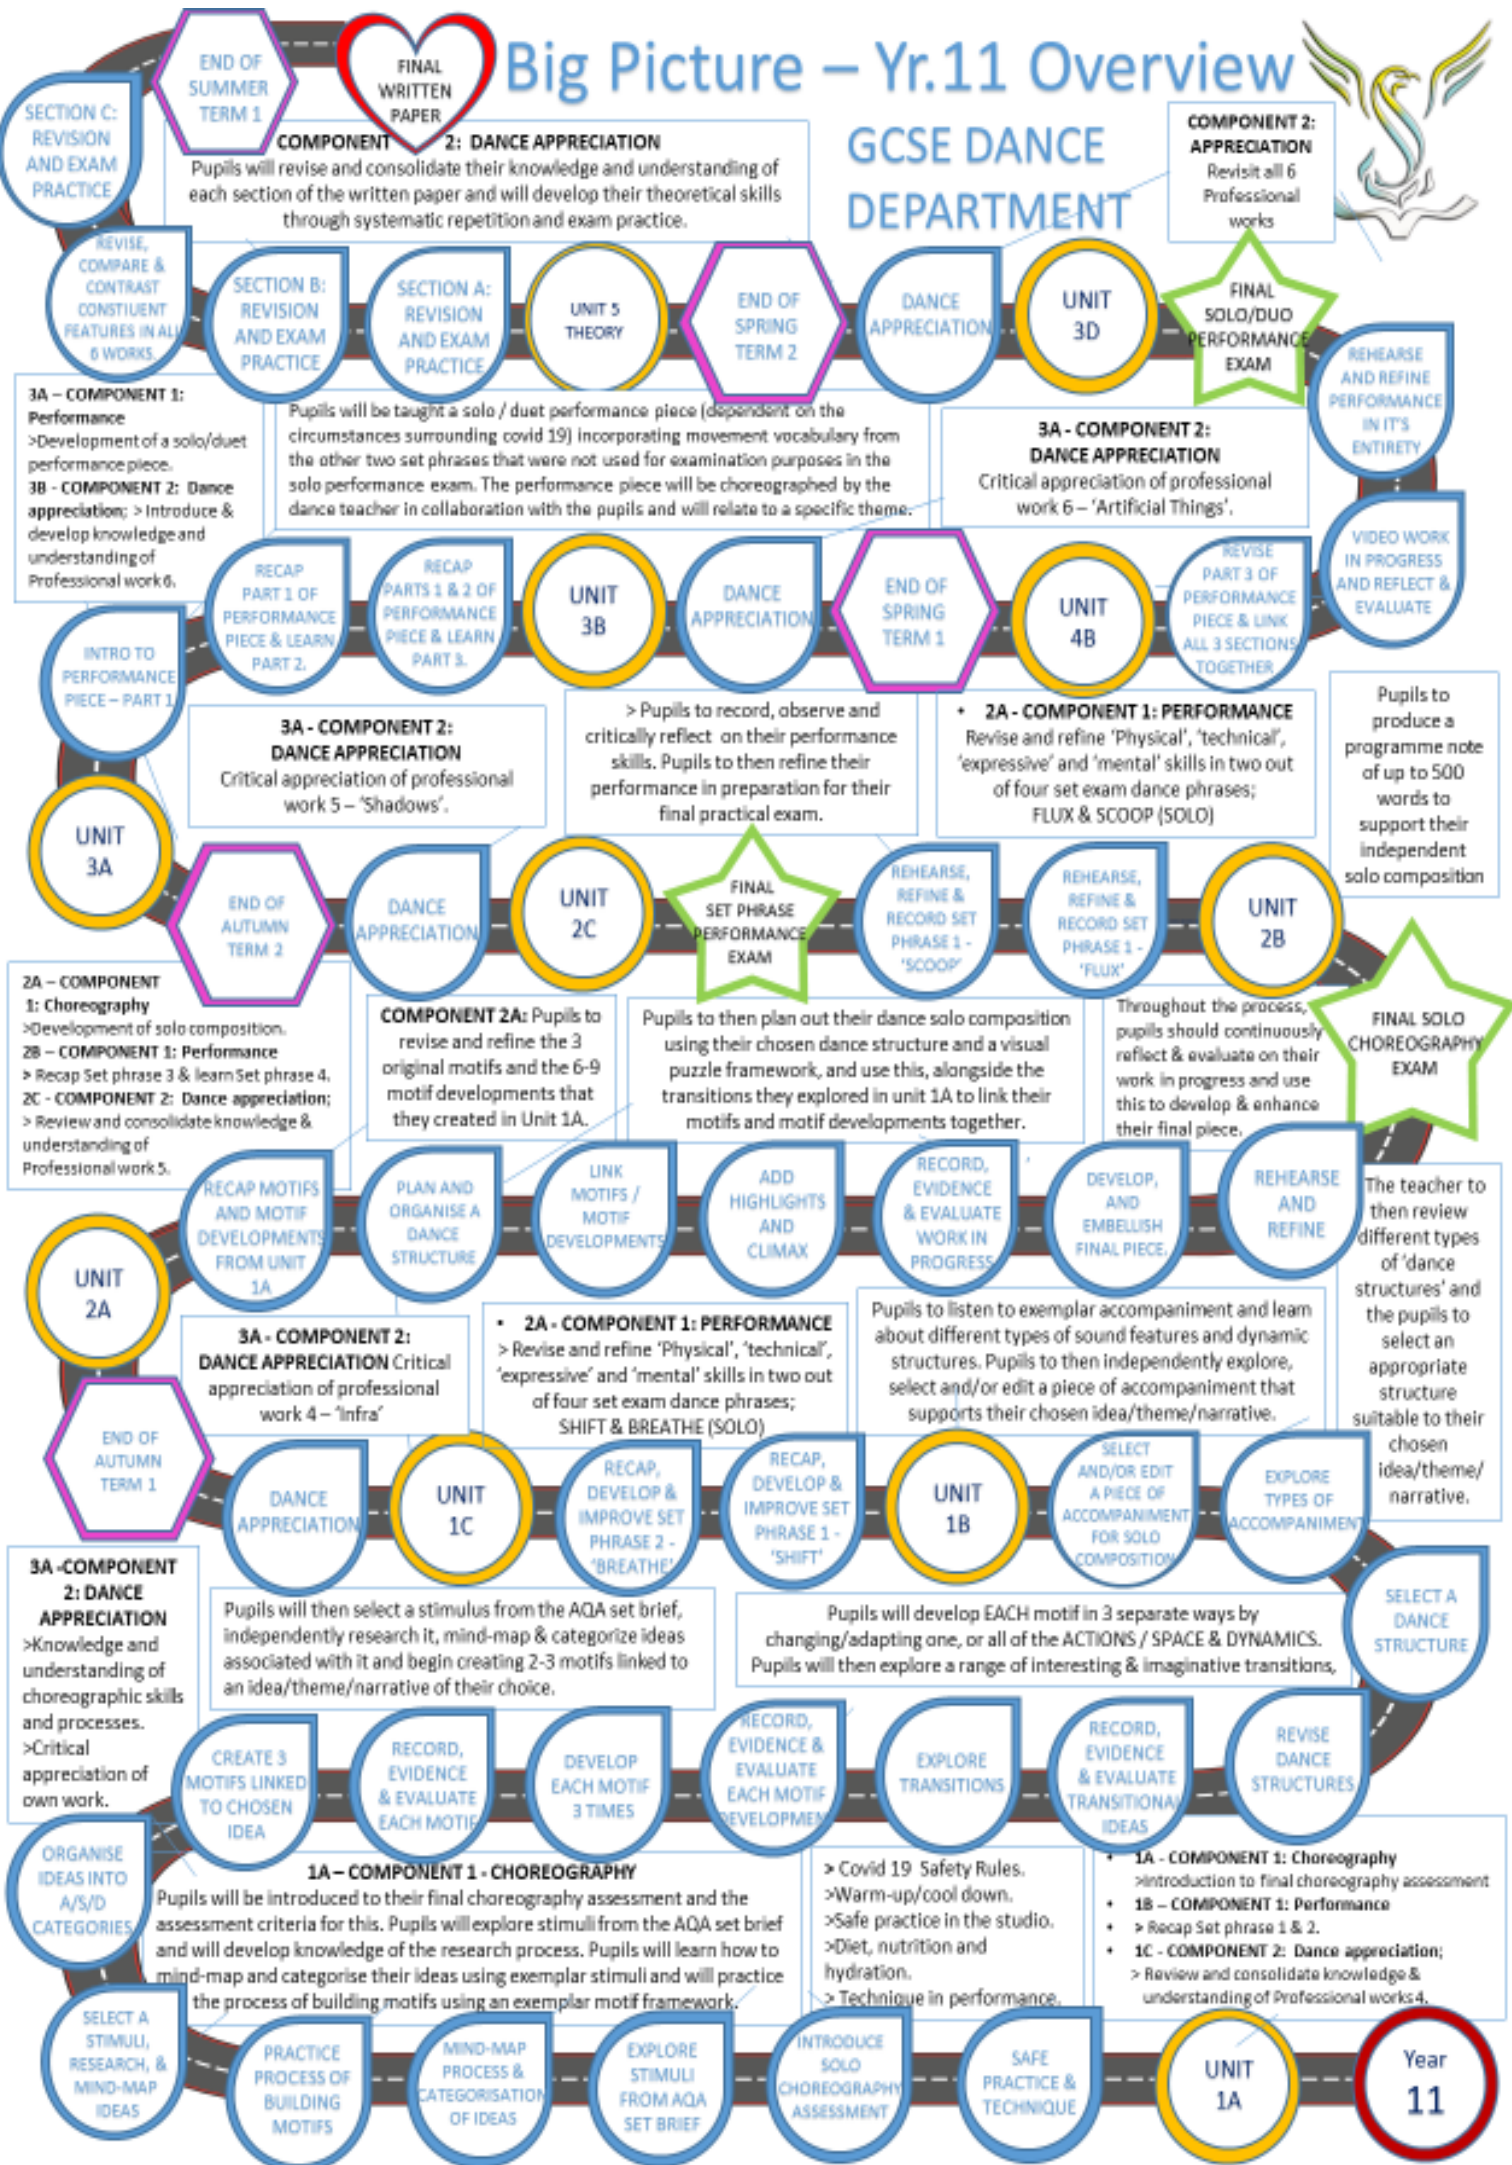 Big Picture – Yr.11 Overview
GCSE DANCE
DEPARTMENT
END OF
SUMMER
TERM 1
FINAL
WRITTEN
PAPER
SECTION C:
REVISION
AND EXAM
PRACTICE
COMPONENT 2: DANCE APPRECIATION
Pupils will revise and consolidate their knowledge and understanding of
each section of the written paper and will develop their theoretical skills
through systematic repetition and exam practice.
COMPONENT 2:
APPRECIATION
Revisit all 6
Professional
works
REVISE,
COMPARE &
CONTRAST
CONSTIUENT
FEATURES IN ALL
6 WORKS.
SECTION B:
REVISION
AND EXAM
PRACTICE
SECTION A:
REVISION
AND EXAM
PRACTICE
UNIT 5
THEORY
END OF
SPRING
TERM 2
DANCE
APPRECIATION
UNIT
3D
FINAL
SOLO/DUO
PERFORMANCE
EXAM
REHEARSE
AND REFINE
PERFORMANCE
IN IT'S
ENTIRETY
3A – COMPONENT 1:
Performance
>Development of a solo/duet
performance piece.
3B - COMPONENT 2: Dance
appreciation; > Introduce &
develop knowledge and
understanding of
Professional work 6.
Pupils will be taught a solo / duet performance piece (dependent on the
circumstances surrounding covid 19) incorporating movement vocabulary from
the other two set phrases that were not used for examination purposes in the
solo performance exam. The performance piece will be choreographed by the
dance teacher in collaboration with the pupils and will relate to a specific theme.
3A - COMPONENT 2:
DANCE APPRECIATION
Critical appreciation of professional
work 6 – 'Artificial Things'.
VIDEO WORK
IN PROGRESS
AND REFLECT &
EVALUATE
INTRO TO
PERFORMANCE
PIECE – PART 1
RECAP
PART 1 OF
PERFORMANCE
PIECE & LEARN
PART 2.
RECAP
PARTS 1 & 2 OF
PERFORMANCE
PIECE & LEARN
PART 3.
UNIT
3B
DANCE
APPRECIATION
END OF
SPRING
TERM 1
UNIT
4B
REVISE
PART 3 OF
PERFORMANCE
PIECE & LINK
ALL 3 SECTIONS
TOGETHER
3A - COMPONENT 2:
DANCE APPRECIATION
Critical appreciation of professional
work 5 – 'Shadows'.
> Pupils to record, observe and
critically reflect on their performance
skills. Pupils to then refine their
performance in preparation for their
final practical exam.
• 2A - COMPONENT 1: PERFORMANCE
Revise and refine 'Physical', 'technical',
'expressive' and 'mental' skills in two out
of four set exam dance phrases;
FLUX & SCOOP (SOLO)
Pupils to
produce a
programme note
of up to 500
words to
support their
independent
solo composition
UNIT
3A
END OF
AUTUMN
TERM 2
DANCE
APPRECIATION
UNIT
2C
FINAL
SET PHRASE
PERFORMANCE
EXAM
REHEARSE,
REFINE &
RECORD SET
PHRASE 1 -
'SCOOP'
REHEARSE,
REFINE &
RECORD SET
PHRASE 1 -
'FLUX'
UNIT
2B
2A – COMPONENT
1: Choreography
>Development of solo composition.
2B – COMPONENT 1: Performance
> Recap Set phrase 3 & learn Set phrase 4.
2C - COMPONENT 2: Dance appreciation;
> Review and consolidate knowledge &
understanding of
Professional work 5.
COMPONENT 2A: Pupils to
revise and refine the 3
original motifs and the 6-9
motif developments that
they created in Unit 1A.
Pupils to then plan out their dance solo composition
using their chosen dance structure and a visual
puzzle framework, and use this, alongside the
transitions they explored in unit 1A to link their
motifs and motif developments together.
Throughout the process,
pupils should continuously
reflect & evaluate on their
work in progress and use
this to develop & enhance
their final piece.
FINAL SOLO
CHOREOGRAPHY
EXAM
UNIT
2A
RECAP MOTIFS
AND MOTIF
DEVELOPMENTS
FROM UNIT
1A
PLAN AND
ORGANISE A
DANCE
STRUCTURE
LINK
MOTIFS /
MOTIF
DEVELOPMENTS
ADD
HIGHLIGHTS
AND
CLIMAX
RECORD,
EVIDENCE
& EVALUATE
WORK IN
PROGRESS
DEVELOP,
AND
EMBELLISH
FINAL PIECE.
REHEARSE
AND
REFINE
The teacher to
then review
different types
of 'dance
structures' and
the pupils to
select an
appropriate
structure
suitable to their
chosen
idea/theme/
narrative.
3A - COMPONENT 2:
DANCE APPRECIATION Critical
appreciation of professional
work 4 – 'Infra'
• 2A - COMPONENT 1: PERFORMANCE
> Revise and refine 'Physical', 'technical',
'expressive' and 'mental' skills in two out
of four set exam dance phrases;
SHIFT & BREATHE (SOLO)
Pupils to listen to exemplar accompaniment and learn
about different types of sound features and dynamic
structures. Pupils to then independently explore,
select and/or edit a piece of accompaniment that
supports their chosen idea/theme/narrative.
END OF
AUTUMN
TERM 1
DANCE
APPRECIATION
UNIT
1C
RECAP,
DEVELOP &
IMPROVE SET
PHRASE 2 -
'BREATHE'
RECAP,
DEVELOP &
IMPROVE SET
PHRASE 1 -
'SHIFT'
UNIT
1B
SELECT
AND/OR EDIT
A PIECE OF
ACCOMPANIMENT
FOR SOLO
COMPOSITION
EXPLORE
TYPES OF
ACCOMPANIMENT
SELECT A
DANCE
STRUCTURE
3A -COMPONENT
2: DANCE
APPRECIATION
>Knowledge and
understanding of
choreographic skills
and processes.
>Critical
appreciation of
own work.
Pupils will then select a stimulus from the AQA set brief,
independently research it, mind-map & categorize ideas
associated with it and begin creating 2-3 motifs linked to
an idea/theme/narrative of their choice.
Pupils will develop EACH motif in 3 separate ways by
changing/adapting one, or all of the ACTIONS / SPACE & DYNAMICS.
Pupils will then explore a range of interesting & imaginative transitions,
CREATE 3
MOTIFS LINKED
TO CHOSEN
IDEA
RECORD,
EVIDENCE
& EVALUATE
EACH MOTIF
DEVELOP
EACH MOTIF
3 TIMES
RECORD,
EVIDENCE &
EVALUATE
EACH MOTIF
DEVELOPMEN
EXPLORE
TRANSITIONS
RECORD,
EVIDENCE
& EVALUATE
TRANSITIONAL
IDEAS
REVISE
DANCE
STRUCTURES
ORGANISE
IDEAS INTO
A/S/D
CATEGORIES
1A – COMPONENT 1 - CHOREOGRAPHY
Pupils will be introduced to their final choreography assessment and the
assessment criteria for this. Pupils will explore stimuli from the AQA set brief
and will develop knowledge of the research process. Pupils will learn how to
mind-map and categorise their ideas using exemplar stimuli and will practice
the process of building motifs using an exemplar motif framework.
> Covid 19 Safety Rules.
>Warm-up/cool down.
>Safe practice in the studio.
>Diet, nutrition and
hydration.
> Technique in performance.
• 1A - COMPONENT 1: Choreography
>Introduction to final choreography assessment
• 1B – COMPONENT 1: Performance
• > Recap Set phrase 1 & 2.
• 1C - COMPONENT 2: Dance appreciation;
> Review and consolidate knowledge &
understanding of Professional works 4.
SELECT A
STIMULI,
RESEARCH, &
MIND-MAP
IDEAS
PRACTICE
PROCESS OF
BUILDING
MOTIFS
MIND-MAP
PROCESS &
CATEGORISATION
OF IDEAS
EXPLORE
STIMULI
FROM AQA
SET BRIEF
INTRODUCE
SOLO
CHOREOGRAPHY
ASSESSMENT
SAFE
PRACTICE &
TECHNIQUE
UNIT
1A
Year
11